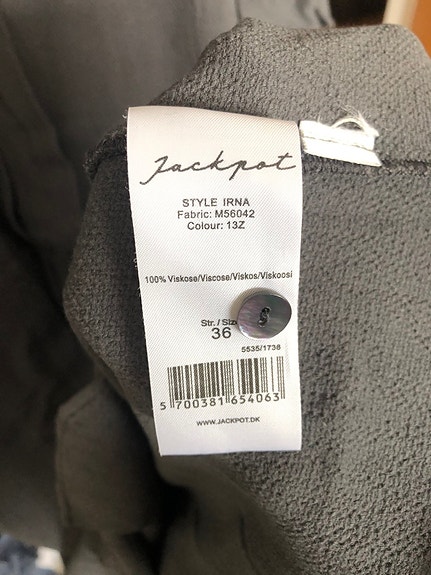 Jackpot
STYLE IRNA
Fabric: M56042
Colour: 13Z
100% Viskose/Viscose/Viskos/Viskoosi
Str. / Size
36
5535/1738
5 700381 654063
WWW.JACKPOT.DK